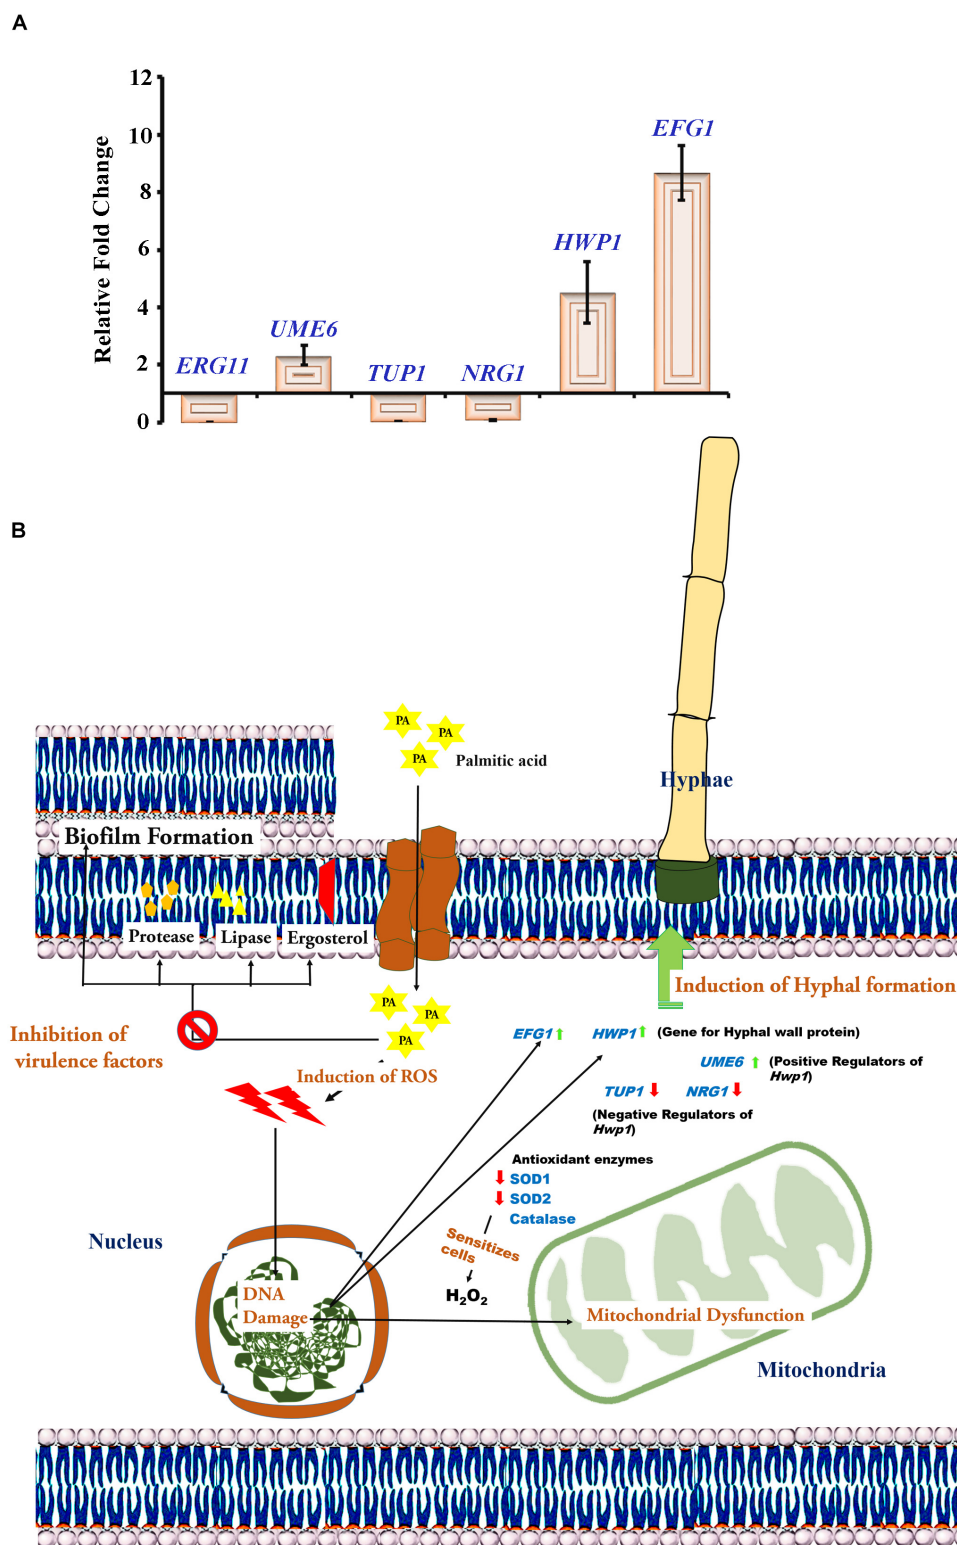 A
12
10
8
6
4
2
0
Relative Fold Change
ERG11
UME6
TUP1
NRG1
HWP1
EFG1
B
PA
PA
PA
Palmitic acid
Hyphae
Biofilm Formation
Protease
Lipase
Ergosterol
PA
PA
PA
Induction of Hyphal formation
Inhibition of
virulence factors
Induction of ROS
EFG1
HWP1
(Gene for Hyphal wall protein)
UME6
(Positive Regulators of
Hwp1)
TUP1
NRG1
(Negative Regulators of
Hwp1)
Antioxidant enzymes
SOD1
SOD2
Catalase
Sensitizes
cells
H2O2
Nucleus
DNA
Damage
Mitochondrial Dysfunction
Mitochondria